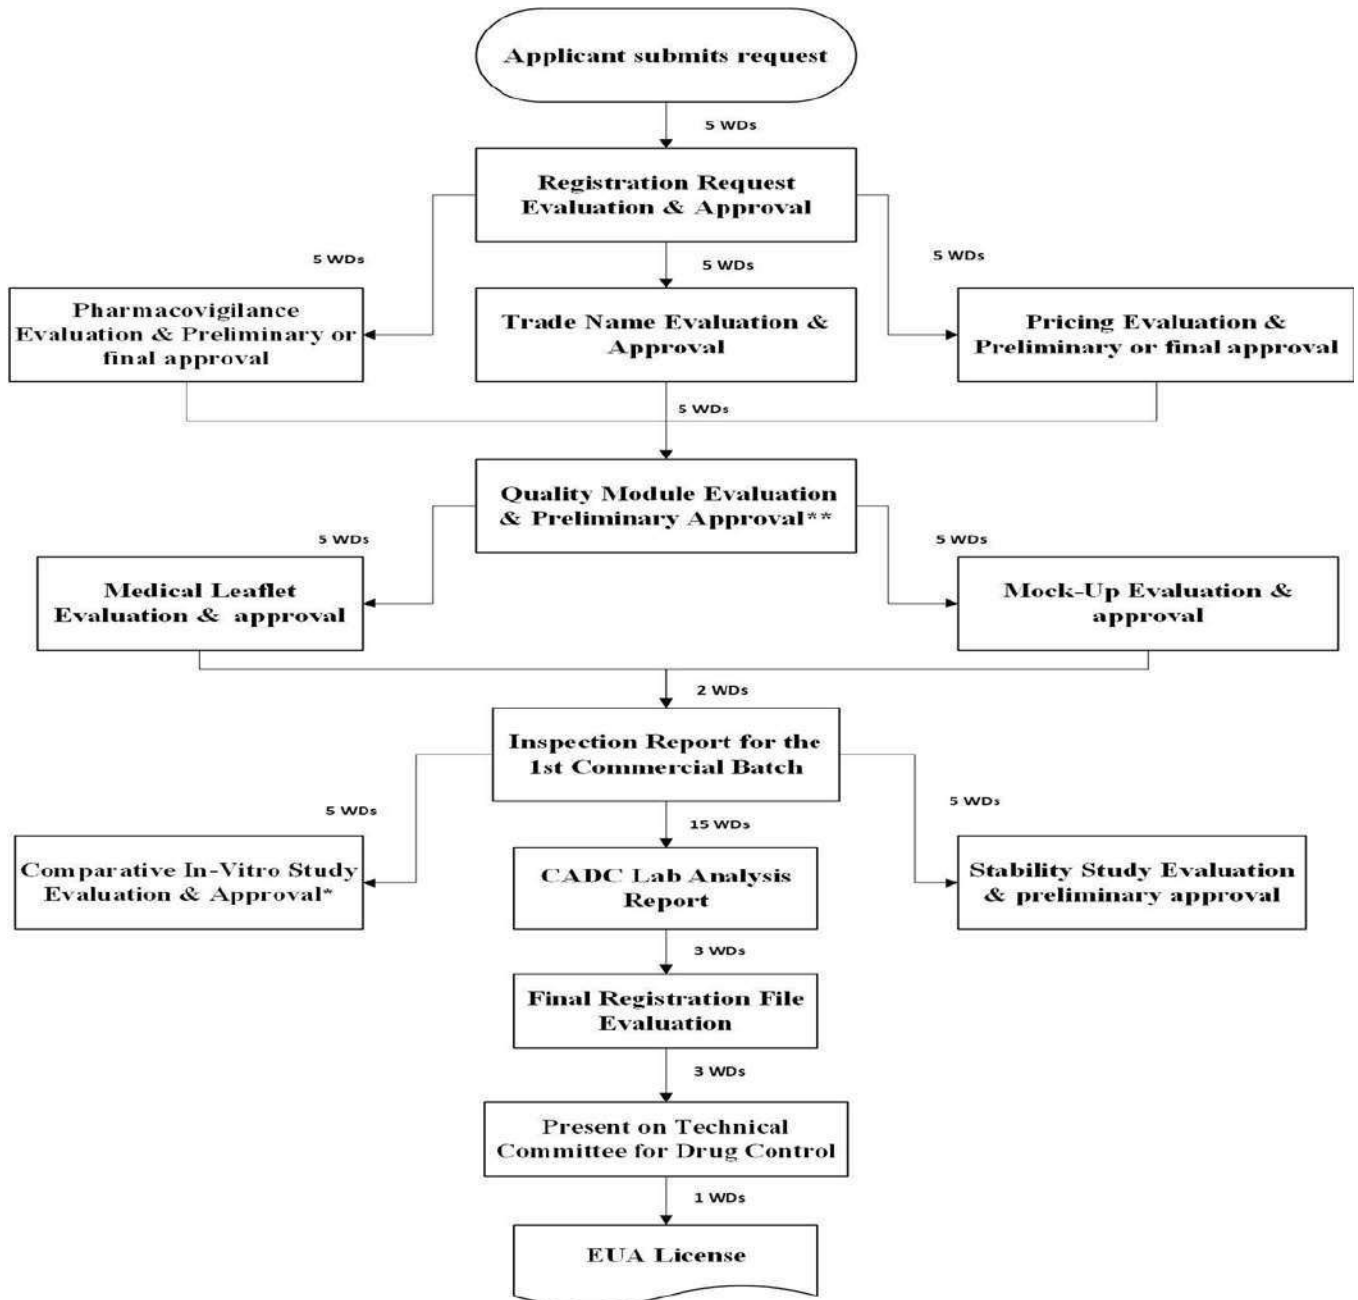 Applicant submits request
5 WDs
Registration Request
Evaluation & Approval
5 WDs
5 WDs
5 WDs
Pharmacovigilance
Evaluation & Preliminary or
final approval
Trade Name Evaluation &
Approval
Pricing Evaluation &
Preliminary or final approval
5 WDs
Quality Module Evaluation
& Preliminary Approval**
5 WDs
5 WDs
Medical Leaflet
Evaluation & approval
Mock-Up Evaluation &
approval
2 WDs
Inspection Report for the
1st Commercial Batch
5 WDs
15 WDs
5 WDs
Comparative In-Vitro Study
Evaluation & Approval*
CADC Lab Analysis
Report
Stability Study Evaluation
& preliminary approval
3 WDs
Final Registration File
Evaluation
3 WDs
Present on Technical
Committee for Drug Control
1 WDs
EUA License